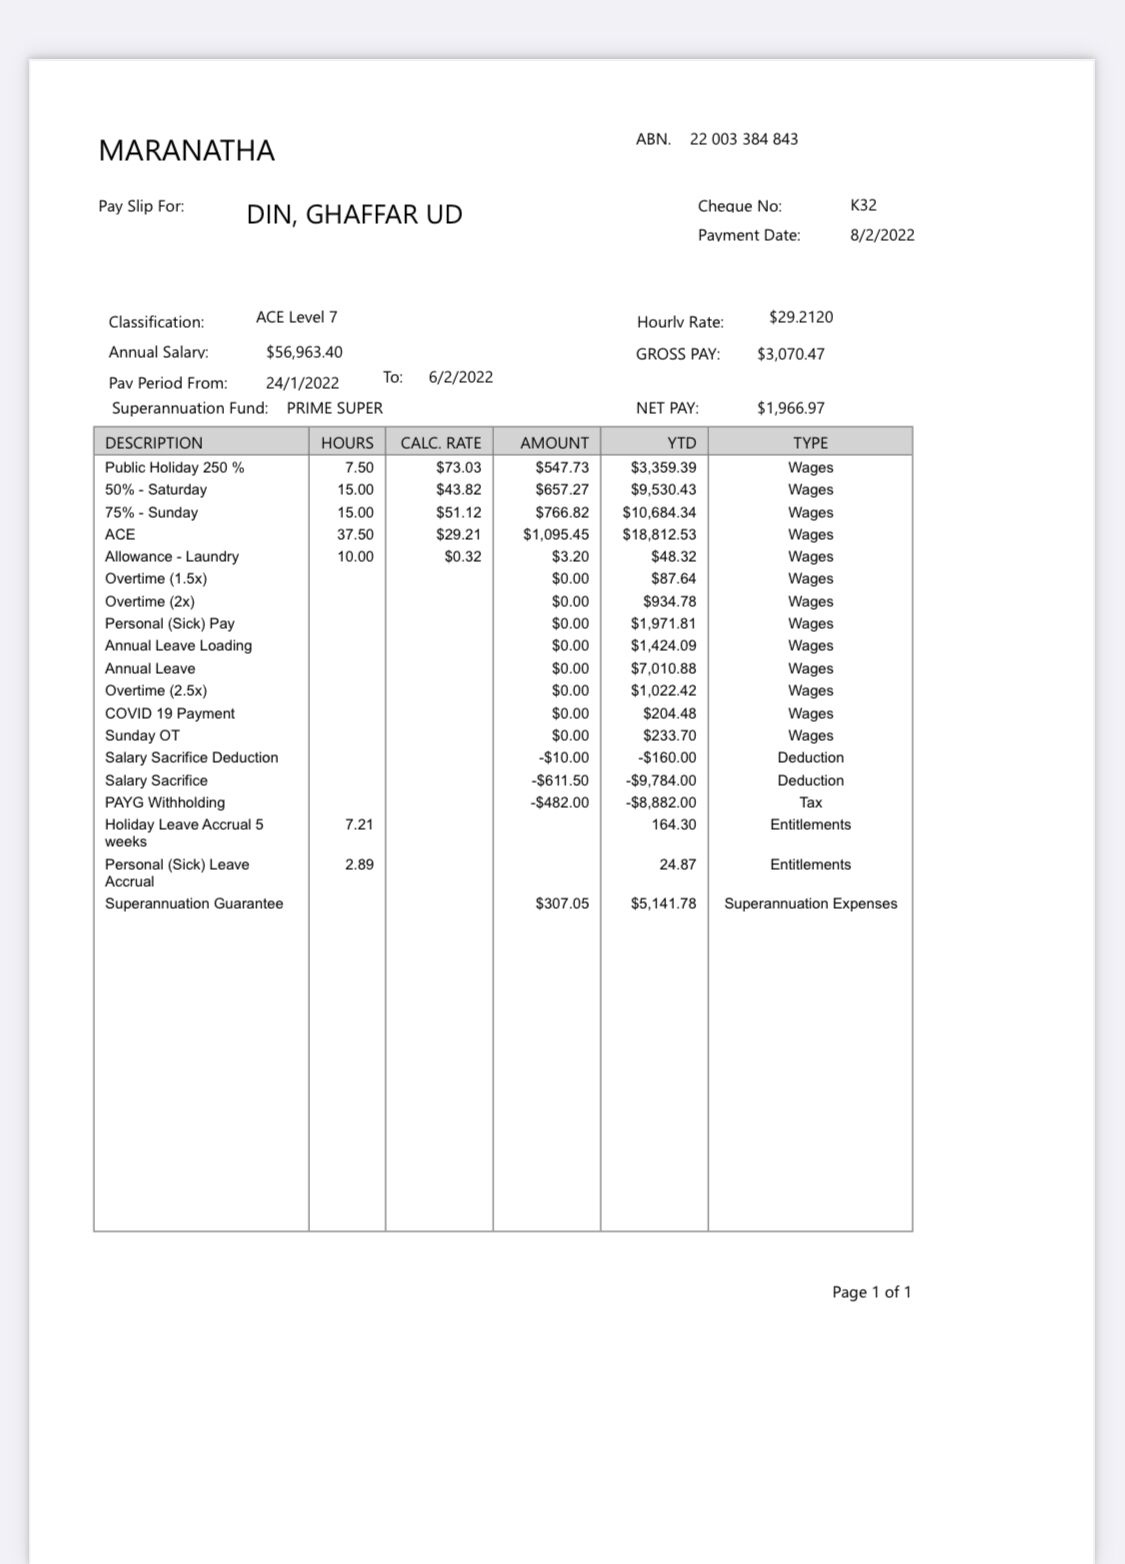 MARANATHA
ABN. 22 003 384 843
Pay Slip For: DIN, GHAFFAR UD
Cheque No: K32
Payment Date: 8/2/2022
Classification: ACE Level 7
Hourly Rate: $29.2120
Annual Salary: $56,963.40
GROSS PAY: $3,070.47
Pay Period From: 24/1/2022 To: 6/2/2022
Superannuation Fund: PRIME SUPER
NET PAY: $1,966.97
DESCRIPTION HOURS CALC. RATE AMOUNT YTD TYPE
Public Holiday 250 % 7.50 $73.03 $547.73 $3,359.39 Wages
50% - Saturday 15.00 $43.82 $657.27 $9,530.43 Wages
75% - Sunday 15.00 $51.12 $766.82 $10,684.34 Wages
ACE 37.50 $29.21 $1,095.45 $18,812.53 Wages
Allowance - Laundry 10.00 $0.32 $3.20 $48.32 Wages
Overtime (1.5x) $0.00 $87.64 Wages
Overtime (2x) $0.00 $934.78 Wages
Personal (Sick) Pay $0.00 $1,971.81 Wages
Annual Leave Loading $0.00 $1,424.09 Wages
Annual Leave $0.00 $7,010.88 Wages
Overtime (2.5x) $0.00 $1,022.42 Wages
COVID 19 Payment $0.00 $204.48 Wages
Sunday OT $0.00 $233.70 Wages
Salary Sacrifice Deduction -$10.00 -$160.00 Deduction
Salary Sacrifice -$611.50 -$9,784.00 Deduction
PAYG Withholding -$482.00 -$8,882.00 Tax
Holiday Leave Accrual 5 7.21 164.30 Entitlements
weeks
Personal (Sick) Leave 2.89 24.87 Entitlements
Accrual
Superannuation Guarantee $307.05 $5,141.78 Superannuation Expenses
Page 1 of 1